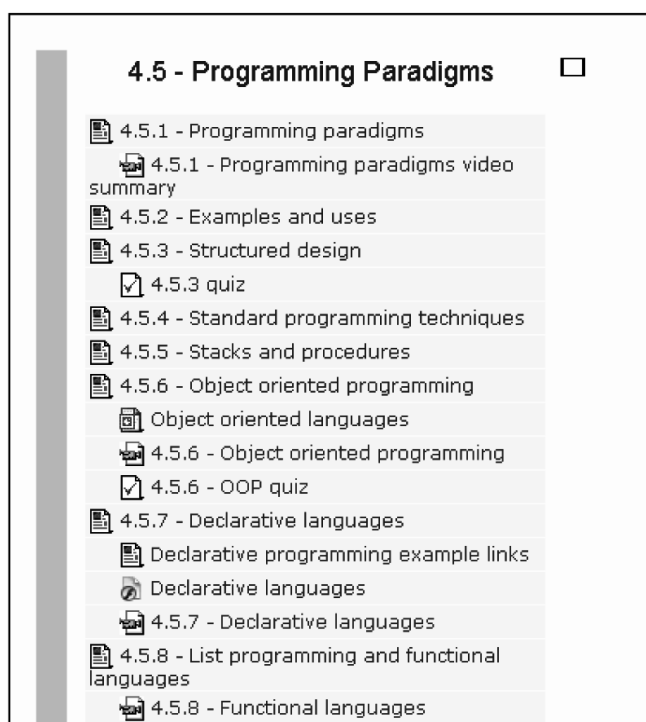 4.5 - Programming Paradigms
4.5.1 - Programming paradigms
4.5.1 - Programming paradigms video
summary
4.5.2 - Examples and uses
4.5.3 - Structured design
4.5.3 quiz
4.5.4 - Standard programming techniques
4.5.5 - Stacks and procedures
4.5.6 - Object oriented programming
Object oriented languages
4.5.6 - Object oriented programming
4.5.6 - OOP quiz
4.5.7 - Declarative languages
Declarative programming example links
Declarative languages
4.5.7 - Declarative languages
4.5.8 - List programming and functional
languages
4.5.8 - Functional languages